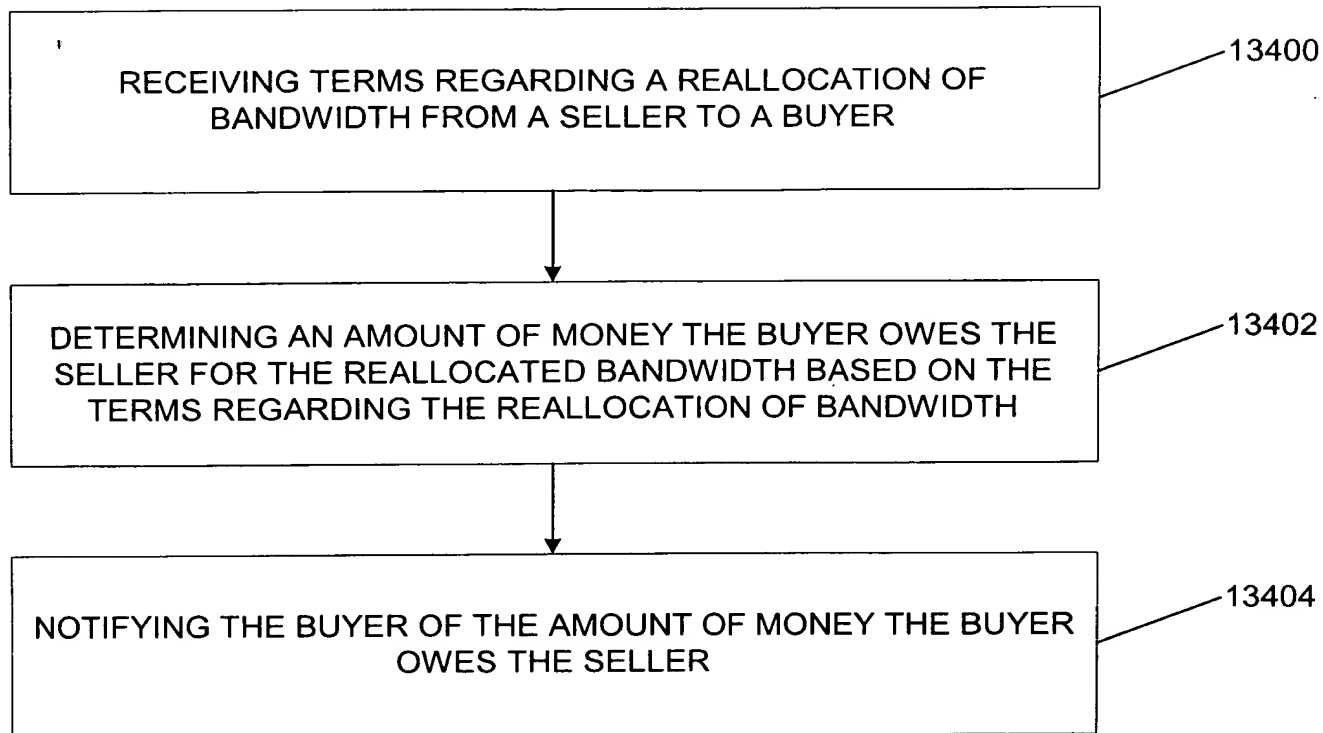 RECEIVING TERMS REGARDING A REALLOCATION OF
BANDWIDTH FROM A SELLER TO A BUYER
13400
DETERMINING AN AMOUNT OF MONEY THE BUYER OWES THE
SELLER FOR THE REALLOCATED BANDWIDTH BASED ON THE
TERMS REGARDING THE REALLOCATION OF BANDWIDTH
13402
NOTIFYING THE BUYER OF THE AMOUNT OF MONEY THE BUYER
OWES THE SELLER
13404